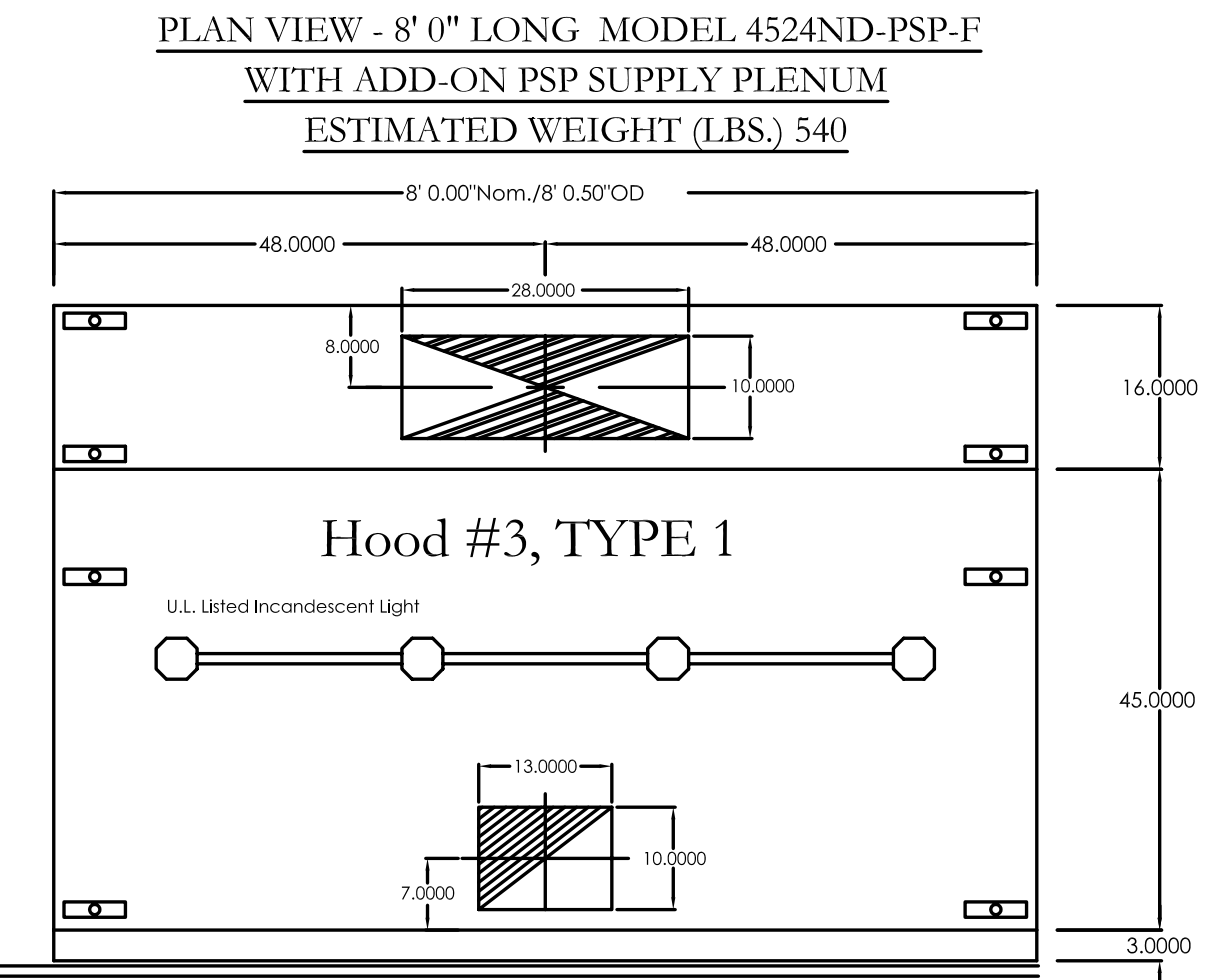 PLAN VIEW - 8' 0" LONG MODEL 4524ND-PSP-F
WITH ADD-ON PSP SUPPLY PLENUM
ESTIMATED WEIGHT (LBS.) 540
8' 0.00"Nom./8' 0.50"OD
48.0000
48.0000
28.0000
8.0000
10.0000
16.0000
Hood #3, TYPE 1
U.L. Listed Incandescent Light
45.0000
13.0000
10.0000
7.0000
3.0000